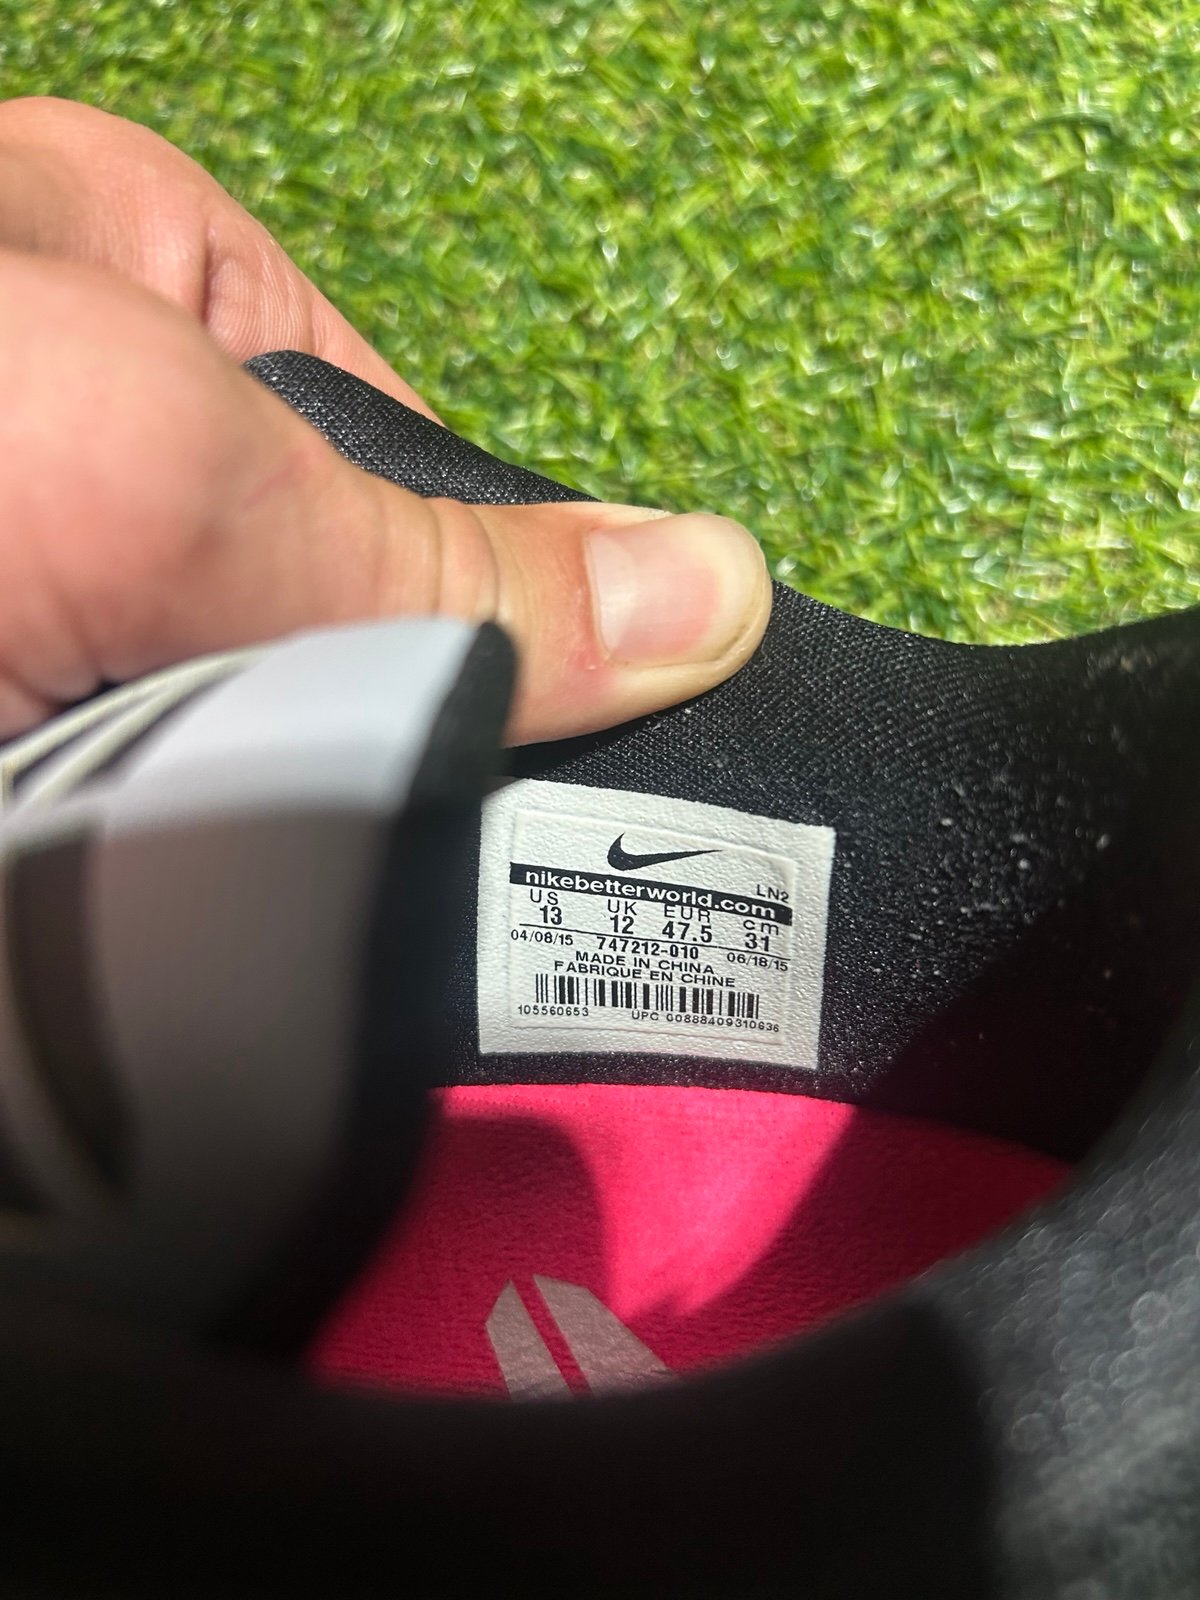 LN2
nikebetterworld.com
US UK EUR cm
13 12 47.5 31
04/08/15 747212-010 06/18/15
MADE IN CHINA
FABRIQUE EN CHINE
105560653 UPC 00888409310636